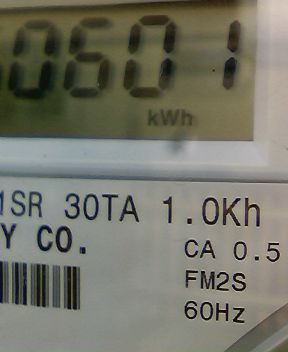 0601
kWh
1SR 30TA 1.0Kh
Y CO.
CA 0.5
FM2S
60Hz